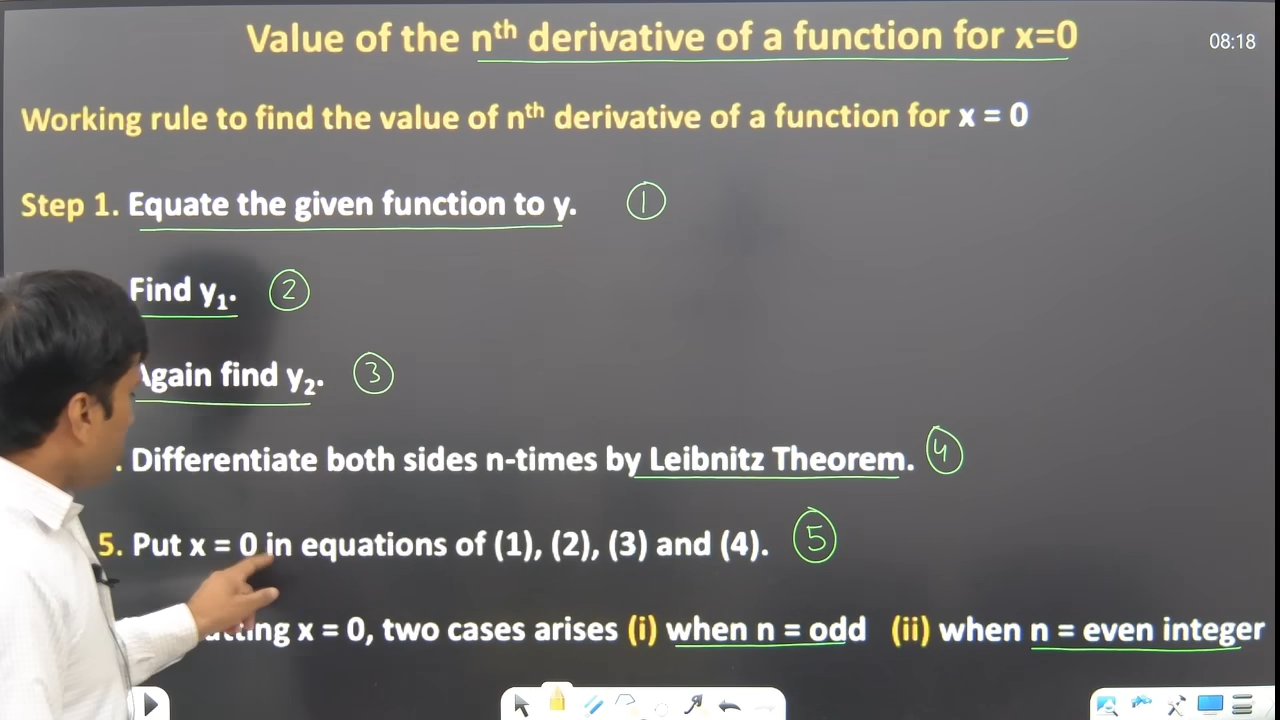 Value of the nth derivative of a function for x=0
08:18
Working rule to find the value of nth derivative of a function for x = 0
Step 1. Equate the given function to y. ①
Find y₁. ②
Again find y₂. ③
. Differentiate both sides n-times by Leibnitz Theorem. ④
5. Put x = 0 in equations of (1), (2), (3) and (4). ⑤
x = 0, two cases arises (i) when n = odd (ii) when n = even integer